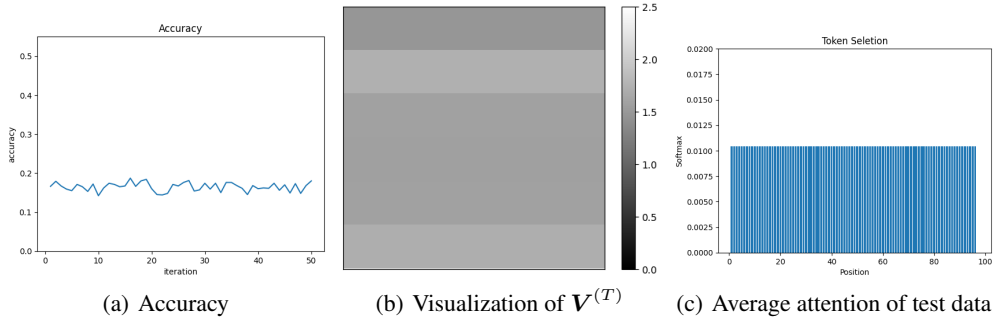 Accuracy
0.5
0.4
0.3
0.2
0.1
0.0
accuracy
0 10 20 30 40 50
iteration
(a) Accuracy
2.5
2.0
1.5
1.0
0.5
0.0
(b) Visualization of V^(T)
Token Seletion
0.0200
0.0175
0.0150
0.0125
0.0100
0.0075
0.0050
0.0025
0.0000
Softmax
0 20 40 60 80 100
Position
(c) Average attention of test data